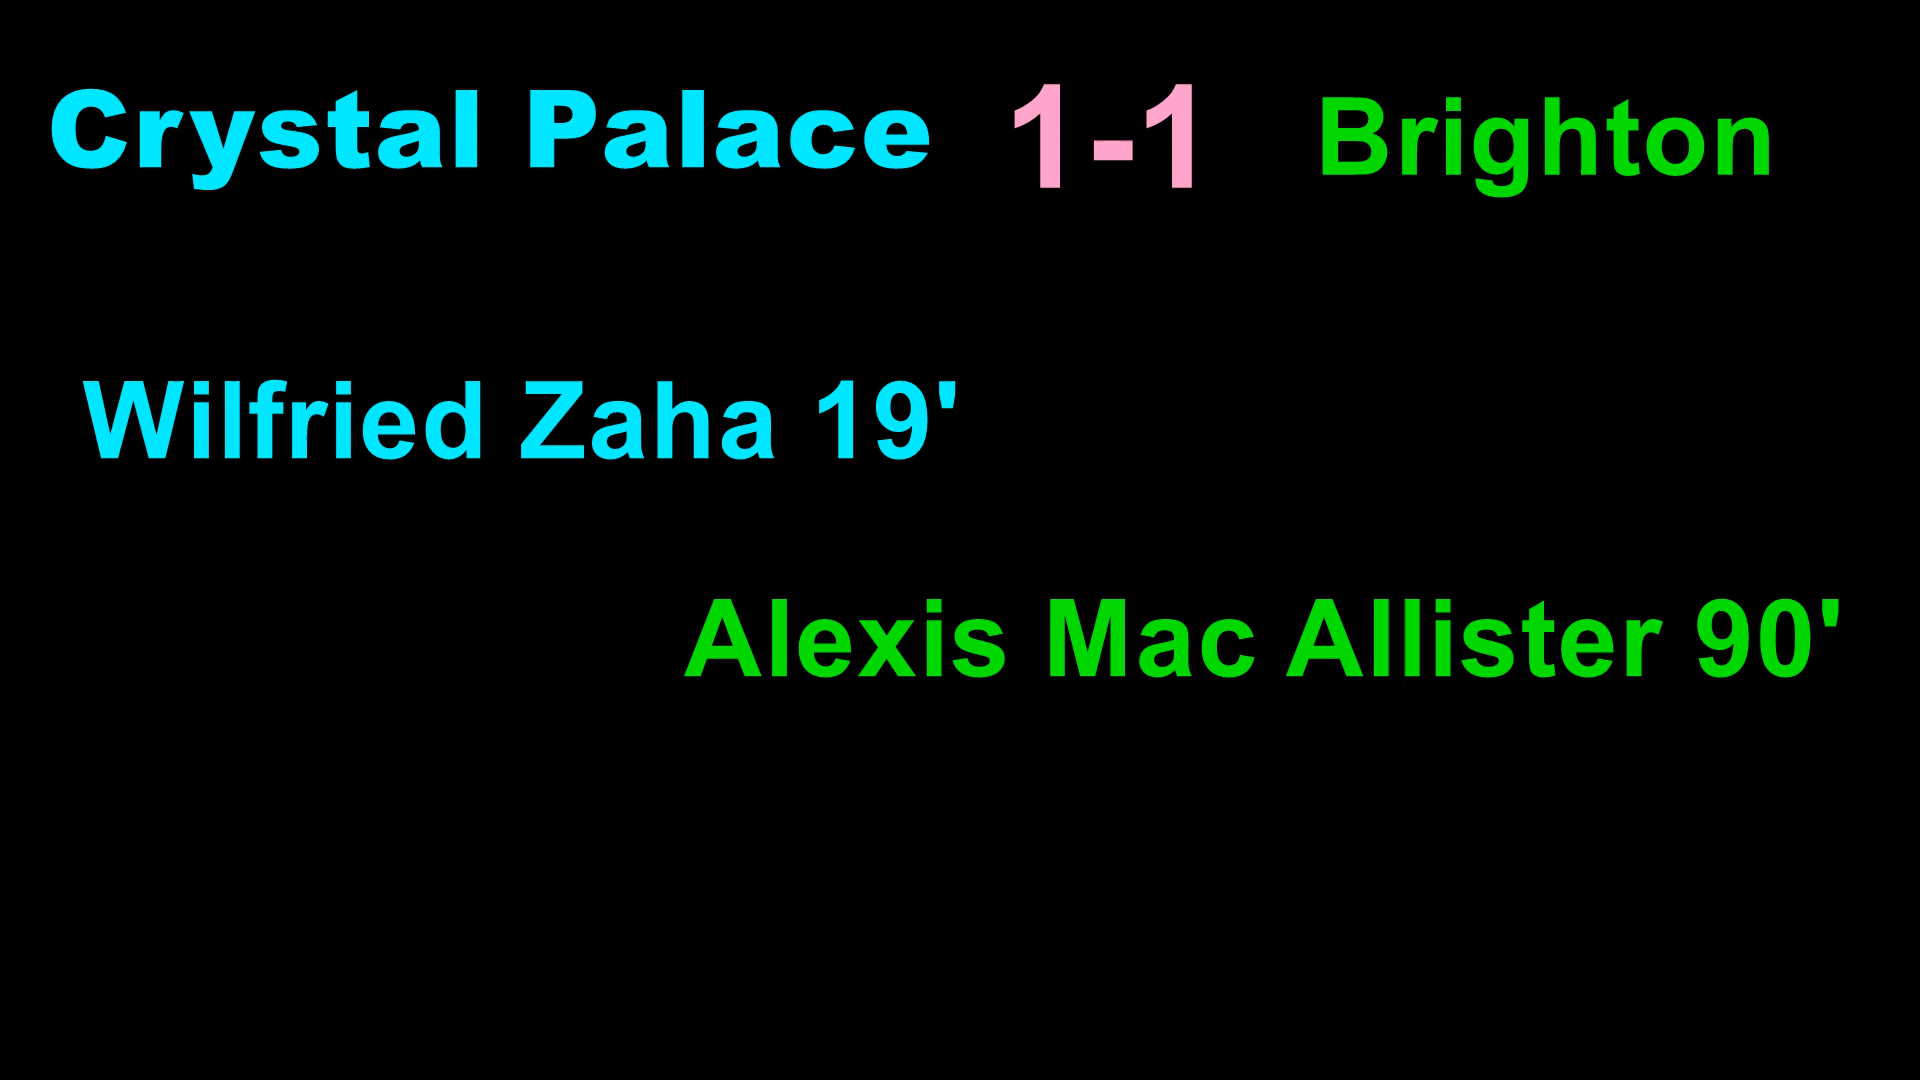 Crystal Palace 1-1 Brighton
Wilfried Zaha 19'
Alexis Mac Allister 90'